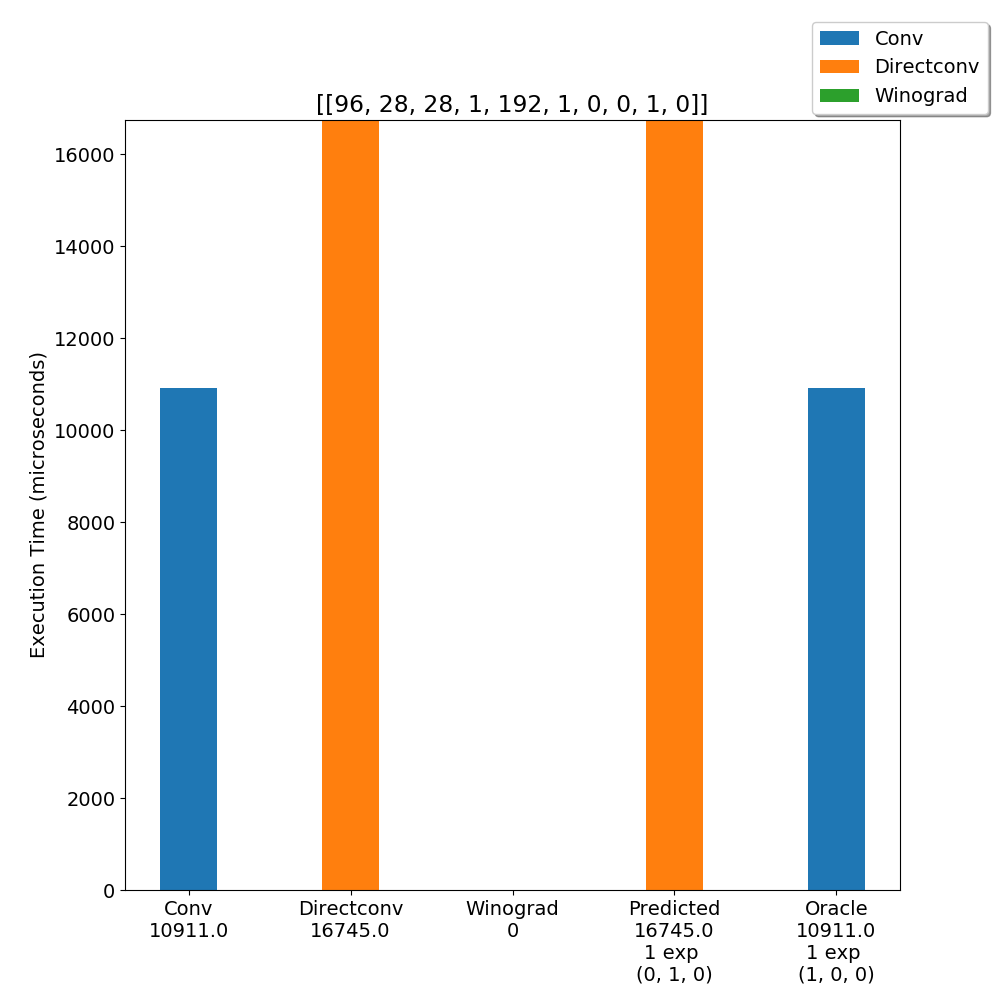 Conv
Directconv
Winograd
[[96, 28, 28, 1, 192, 1, 0, 0, 1, 0]]
Execution Time (microseconds)
16000
14000
12000
10000
8000
6000
4000
2000
0
Conv
10911.0
Directconv
16745.0
Winograd
0
Predicted
16745.0
1 exp
(0, 1, 0)
Oracle
10911.0
1 exp
(1, 0, 0)